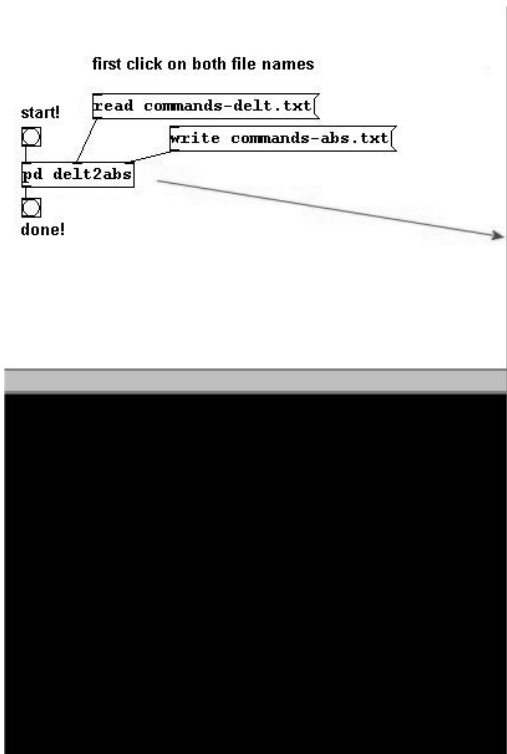 first click on both file names
read commands-delt.txt
start!
write commands-abs.txt
pd delt2abs
done!